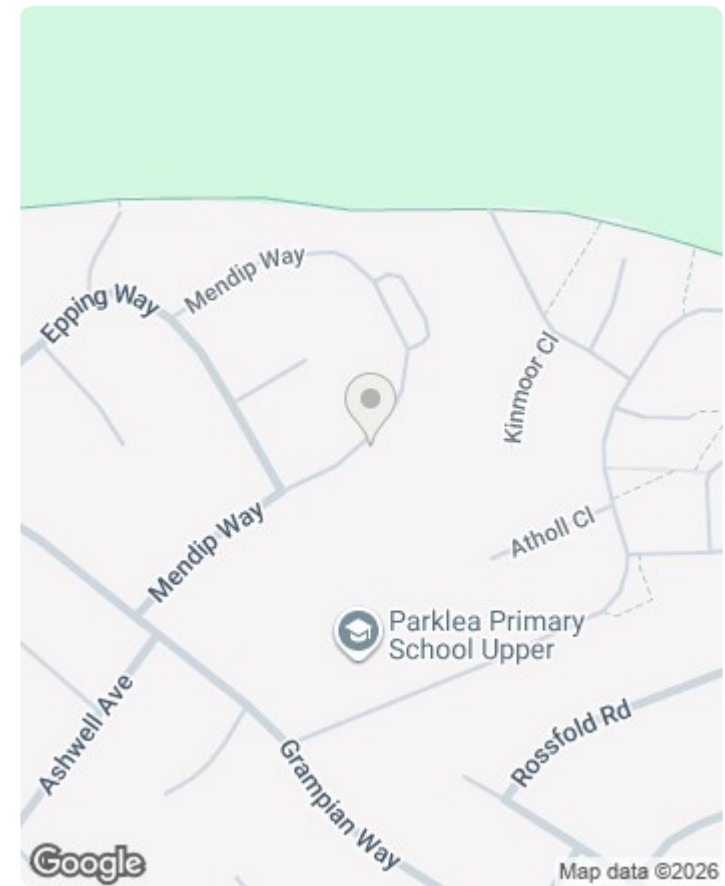 Mendip Way
Epping Way
Kinmoor Cl
Mendip Way
Atholl Cl
Parklea Primary
School Upper
Ashwell Ave
Rossfold Rd
Grampian Way
Google
Map data ©2026